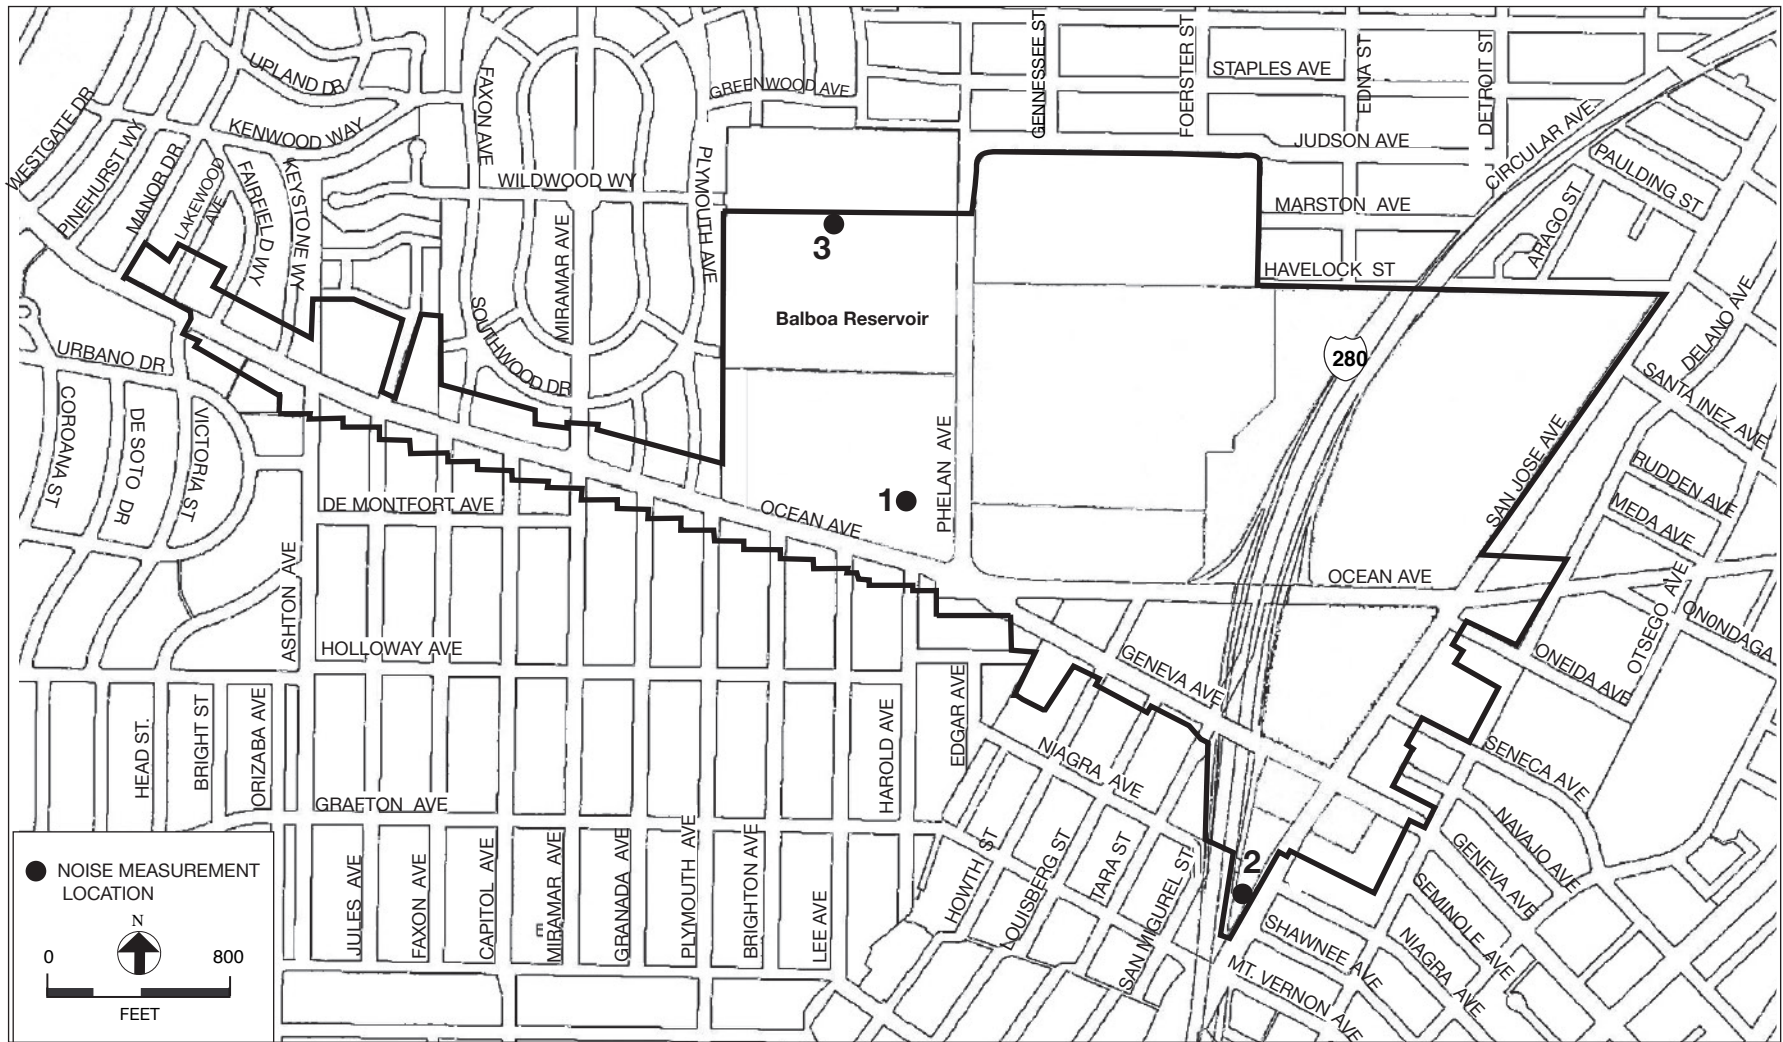 GENNESSEE ST
FOERSTER ST
EDNA ST
DETROIT ST
STAPLES AVE
UPLAND DR
FAXON AVE
GREENWOOD AVE
WESTGATE DR
PINEHURST WY
MANOR DR
KENWOOD WAY
LAKEWOOD
AVE
FAIRFIELD WY
KEYSTONE WY
WILDWOOD WY
PLYMOUTH AVE
JUDSON AVE
CIRCULAR AVE
PAULDING ST
MARSTON AVE
ARAGO ST
HAVELOCK ST
MIRAMAR AVE
3
Balboa Reservoir
SOUTHWOOD DR
280
DELANO AVE
SANTA INEZ AVE
URBANO DR
COROANA ST
DE SOTO DR
VICTORIA ST
PHELAN AVE
SAN JOSE AVE
RUDDEN AVE
MEDA AVE
1
DE MONTFORT AVE
OCEAN AVE
OCEAN AVE
OTSEGO AVE
ONONDAGA
ASHTON AVE
HOLLOWAY AVE
GENEVA AVE
ONEIDA AVE
HEAD ST.
BRIGHT ST
ORIZABA AVE
HAROLD AVE
EDGAR AVE
NIAGRA AVE
SENECA AVE
GRAFTON AVE
JULES AVE
FAXON AVE
CAPITOL AVE
MIRAMAR AVE
GRANADA AVE
PLYMOUTH AVE
BRIGHTON AVE
LEE AVE
HOWTH ST
LOUISBERG ST
TARA ST
SAN MIGUREL ST
2
NAVAJO AVE
GENEVA AVE
SEMINOLE AVE
SHAWNEE AVE
NIAGRA AVE
MT. VERNON AVE
NOISE MEASUREMENT
LOCATION
N
0 800
FEET